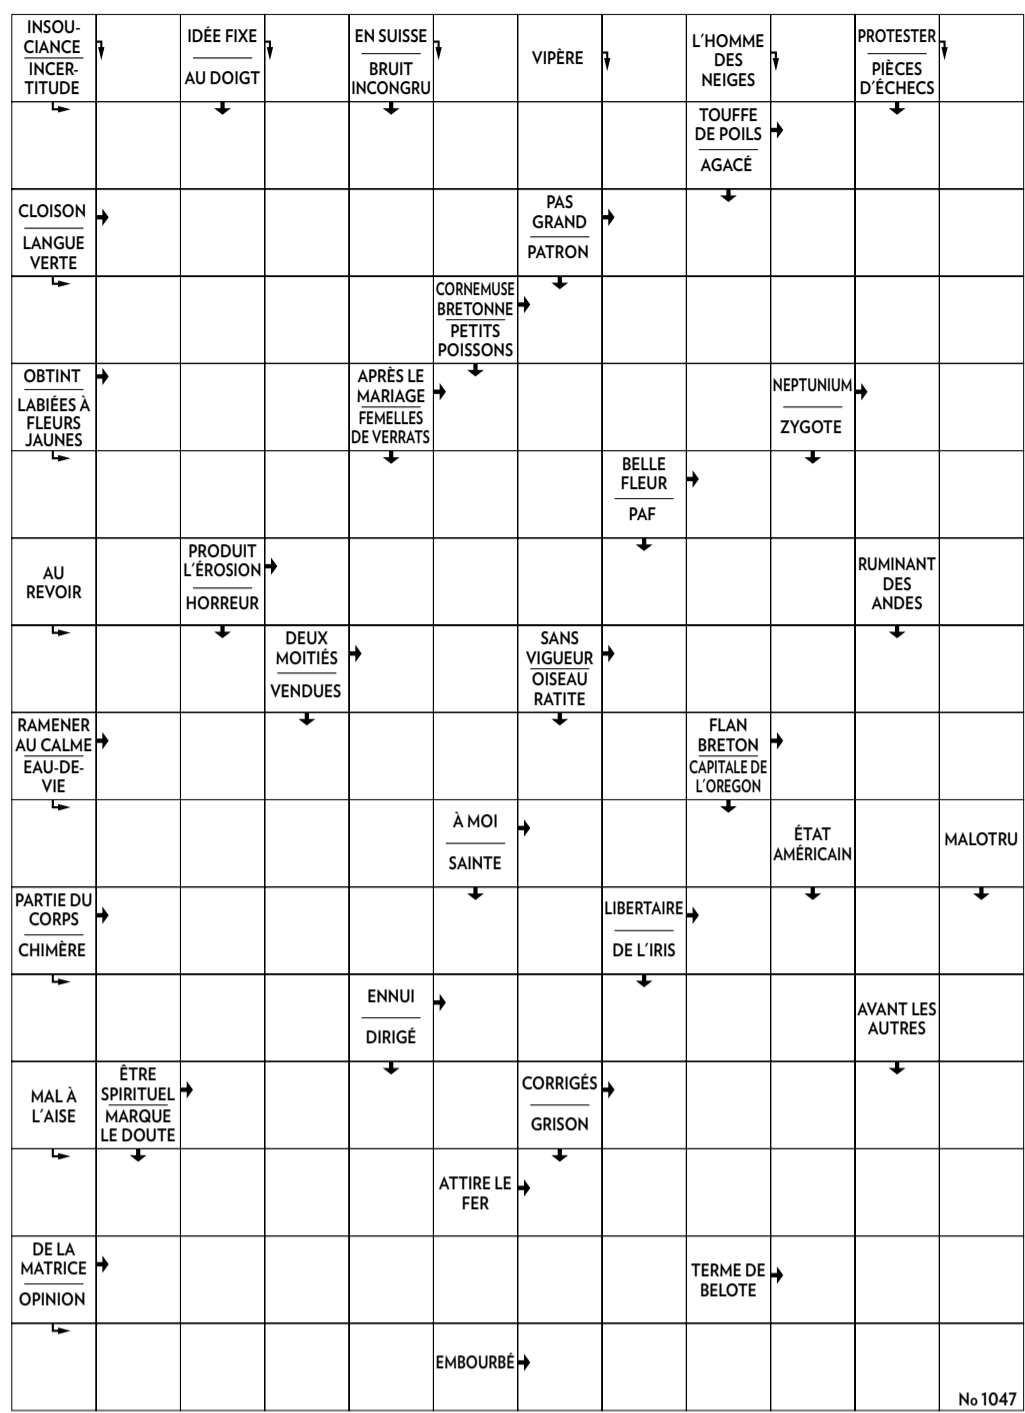 INSOU-
CIANCE
INCER-
TITUDE
IDÉE FIXE
AU DOIGT
EN SUISSE
BRUIT
INCONGRU
VIPÈRE
L'HOMME
DES
NEIGES
PROTESTER
PIÈCES
D'ÉCHECS
TOUFFE
DE POILS
AGACÉ
CLOISON
LANGUE
VERTE
PAS
GRAND
PATRON
CORNEMUSE
BRETONNE
PETITS
POISSONS
OBTINT
LABIÉES À
FLEURS
JAUNES
APRÈS LE
MARIAGE
FEMELLES
DE VERRATS
NEPTUNIUM
ZYGOTE
BELLE
FLEUR
PAF
AU
REVOIR
PRODUIT
L'ÉROSION
HORREUR
RUMINANT
DES
ANDES
DEUX
MOITIÉS
VENDUES
SANS
VIGUEUR
OISEAU
RATITE
RAMENER
AU CALME
EAU-DE-
VIE
FLAN
BRETON
CAPITALE DE
L'OREGON
À MOI
SAINTE
ÉTAT
AMÉRICAIN
MALOTRU
PARTIE DU
CORPS
CHIMÈRE
LIBERTAIRE
DE L'IRIS
ENNUI
DIRIGÉ
AVANT LES
AUTRES
MAL À
L'AISE
ÊTRE
SPIRITUEL
MARQUE
LE DOUTE
CORRIGÉS
GRISON
ATTIRE LE
FER
DE LA
MATRICE
OPINION
TERME DE
BELOTE
EMBOURBÉ
No 1047